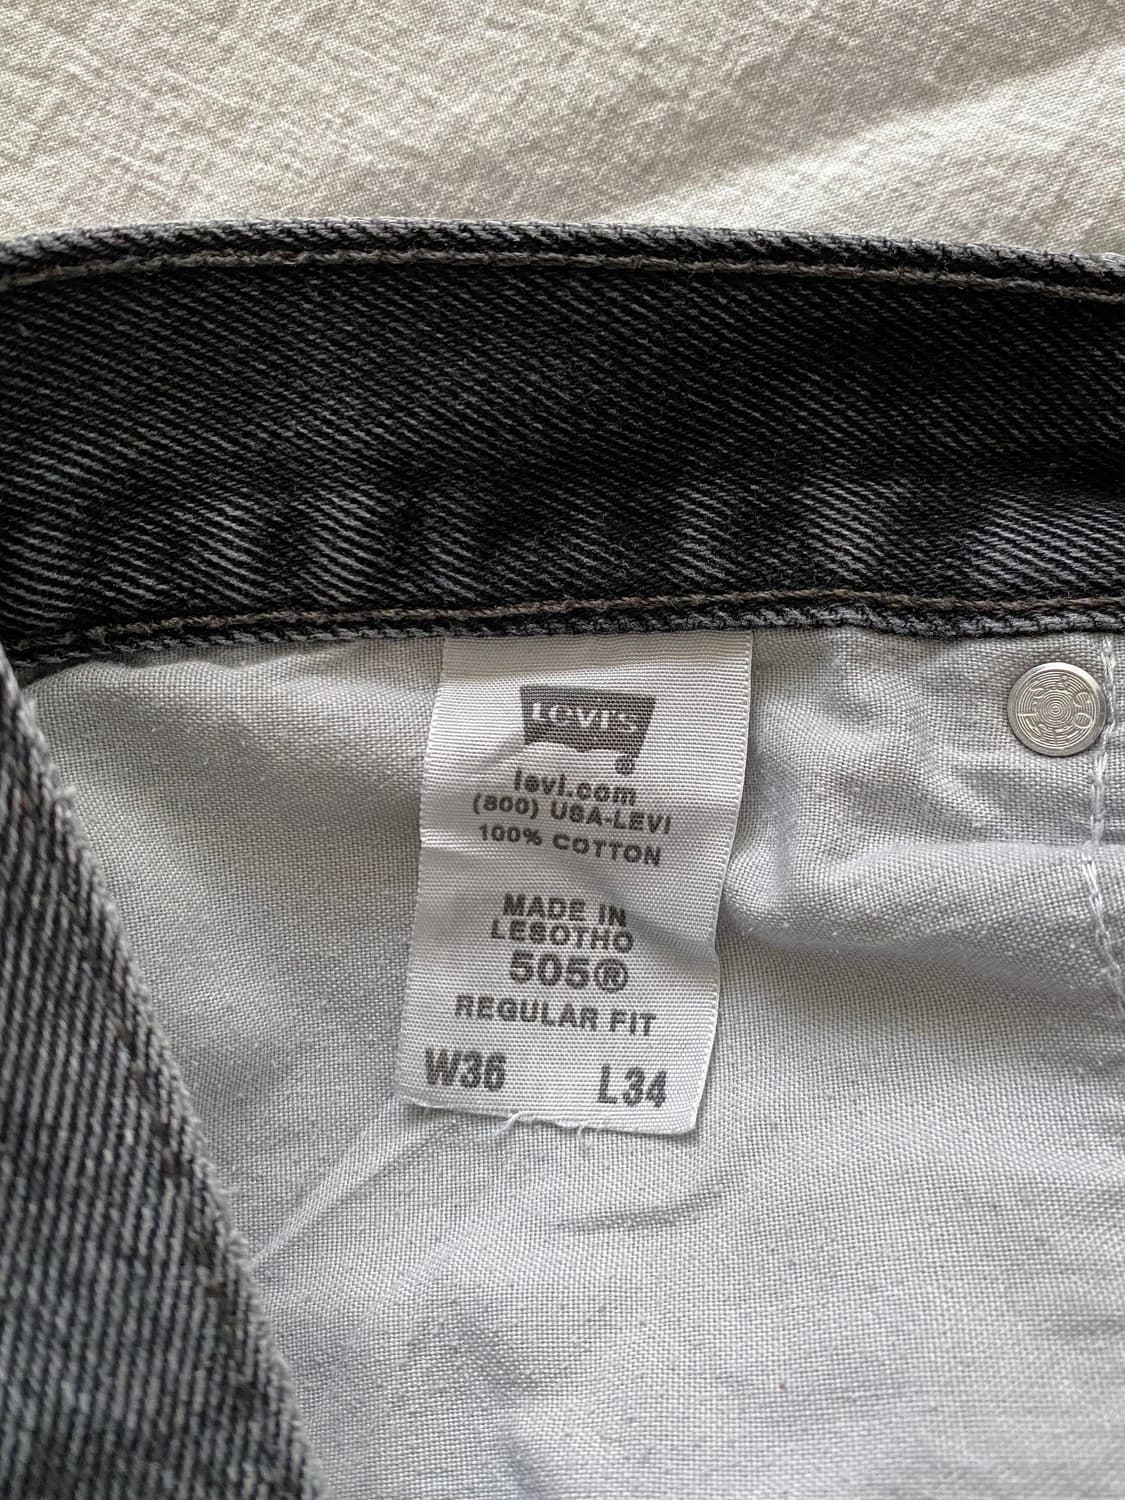 Levi's
levi.com
(800) USA-LEVI
100% COTTON
MADE IN
LESOTHO
505®
REGULAR FIT
W36 L34